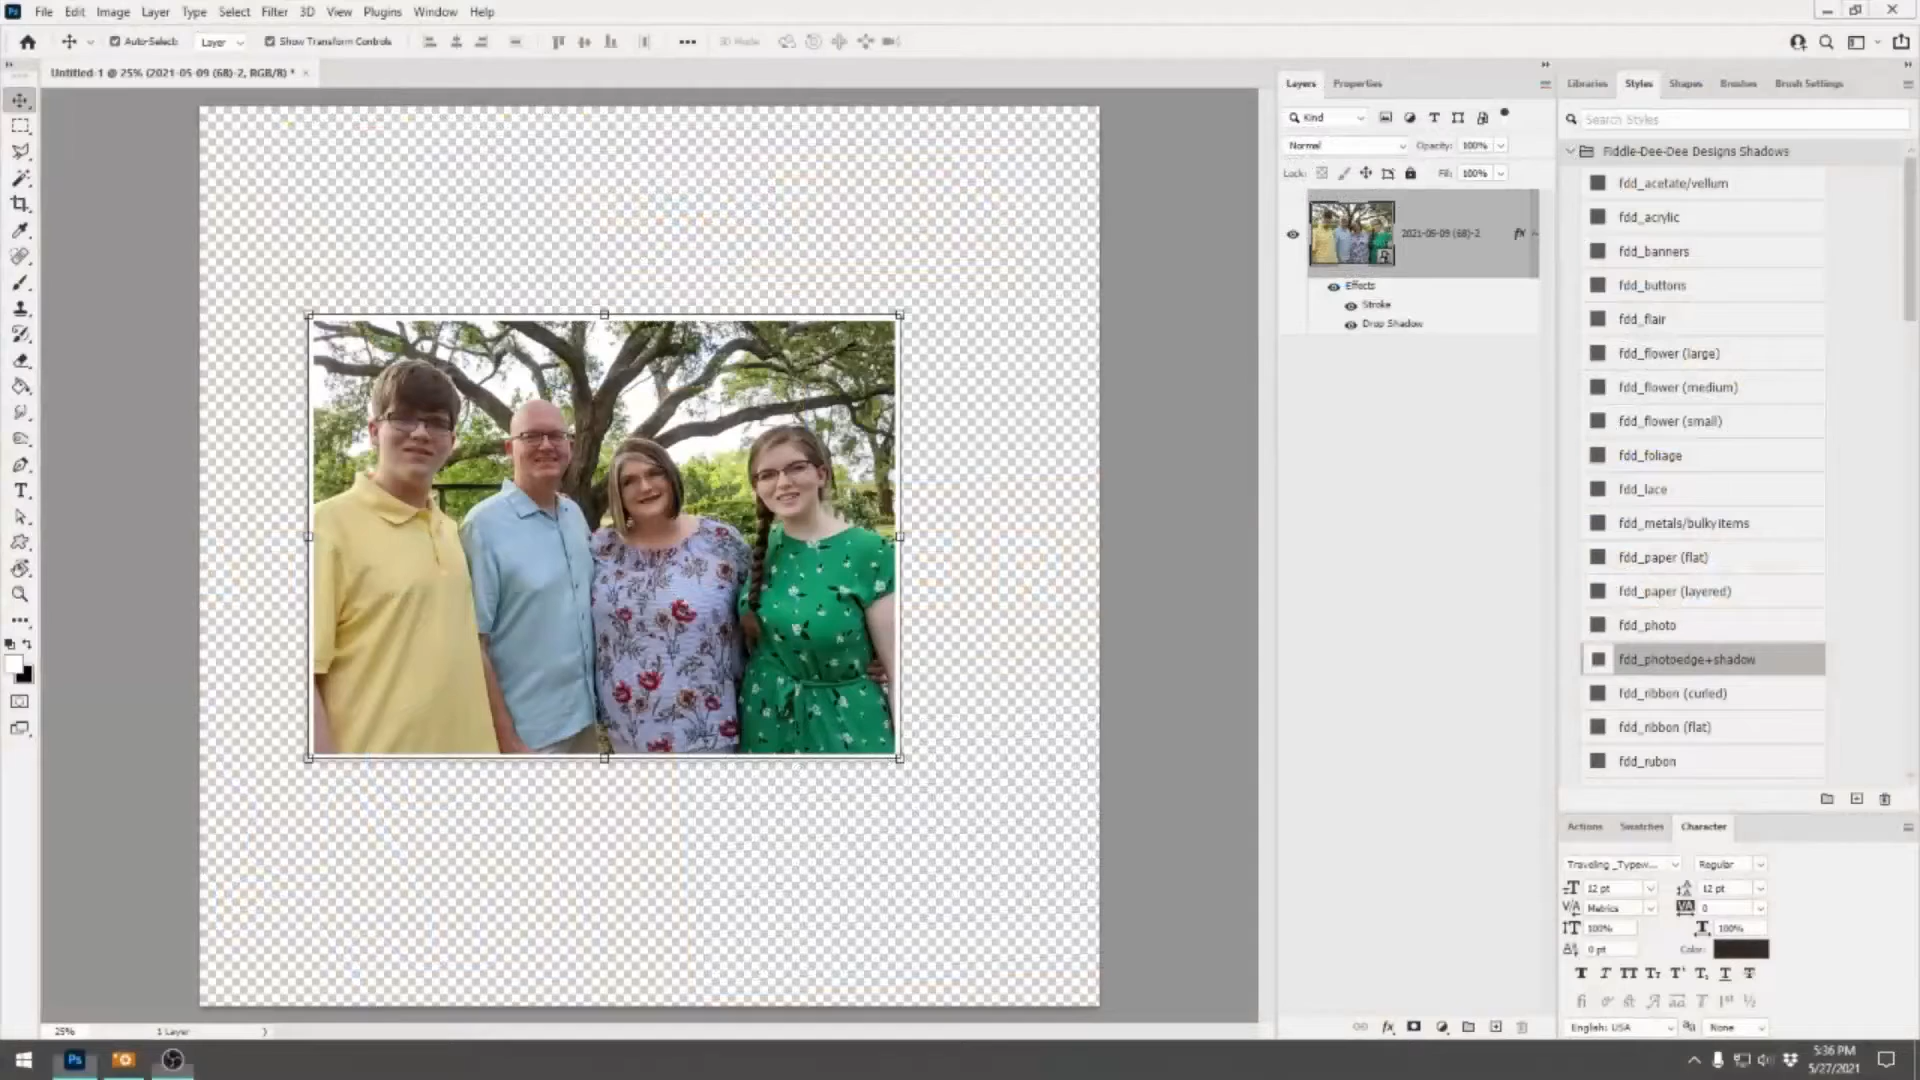 Ps File Edit Image Layer Type Select Filter 3D View Plugins Window Help
Auto-Select: Layer Show Transform Controls 3D Mode
Untitled-1 @ 25% (2021-05-09 (68)-2, RGB/8) * ×
Layers Properties
Kind
Normal Opacity: 100%
Lock: Fill: 100%
2021-05-09 (68)-2 fx
Effects
Stroke
Drop Shadow
Libraries Styles Shapes Brushes Brush Settings
Search Styles
Fiddle-Dee-Dee Designs Shadows
fdd_acetate/vellum
fdd_acrylic
fdd_banners
fdd_buttons
fdd_flair
fdd_flower (large)
fdd_flower (medium)
fdd_flower (small)
fdd_foliage
fdd_lace
fdd_metals/bulkyitems
fdd_paper (flat)
fdd_paper (layered)
fdd_photo
fdd_photoedge+shadow
fdd_ribbon (curled)
fdd_ribbon (flat)
fdd_rubon
Actions Swatches Character
Traveling _Typew... Regular
12 pt 12 pt
Metrics 0
100% 100%
0 pt Color:
English: USA aa None
25% 1 Layer
Ps
5:36 PM
5/27/2021